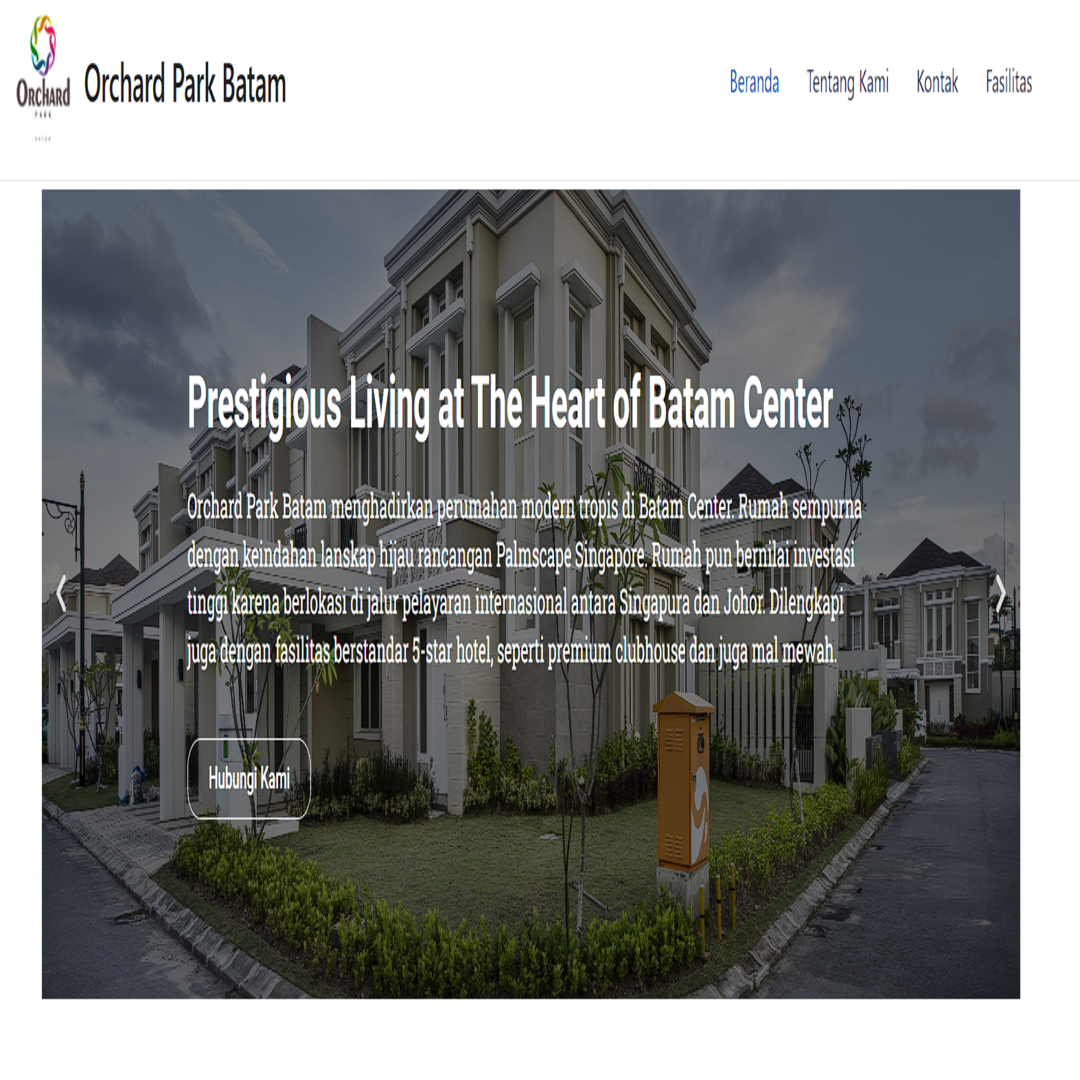 ORCHARD
PARK
Orchard Park Batam
Beranda
Tentang Kami
Kontak
Fasilitas
Prestigious Living at The Heart of Batam Center
Orchard Park Batam menghadirkan perumahan modern tropis di Batam Center. Rumah sempurna
dengan keindahan lanskap hijau rancangan Palmscape Singapore. Rumah pun bernilai investasi
tinggi karena berlokasi di jalur pelayaran internasional antara Singapura dan Johor. Dilengkapi
juga dengan fasilitas berstandar 5-star hotel, seperti premium clubhouse dan juga mal mewah.
Hubungi Kami